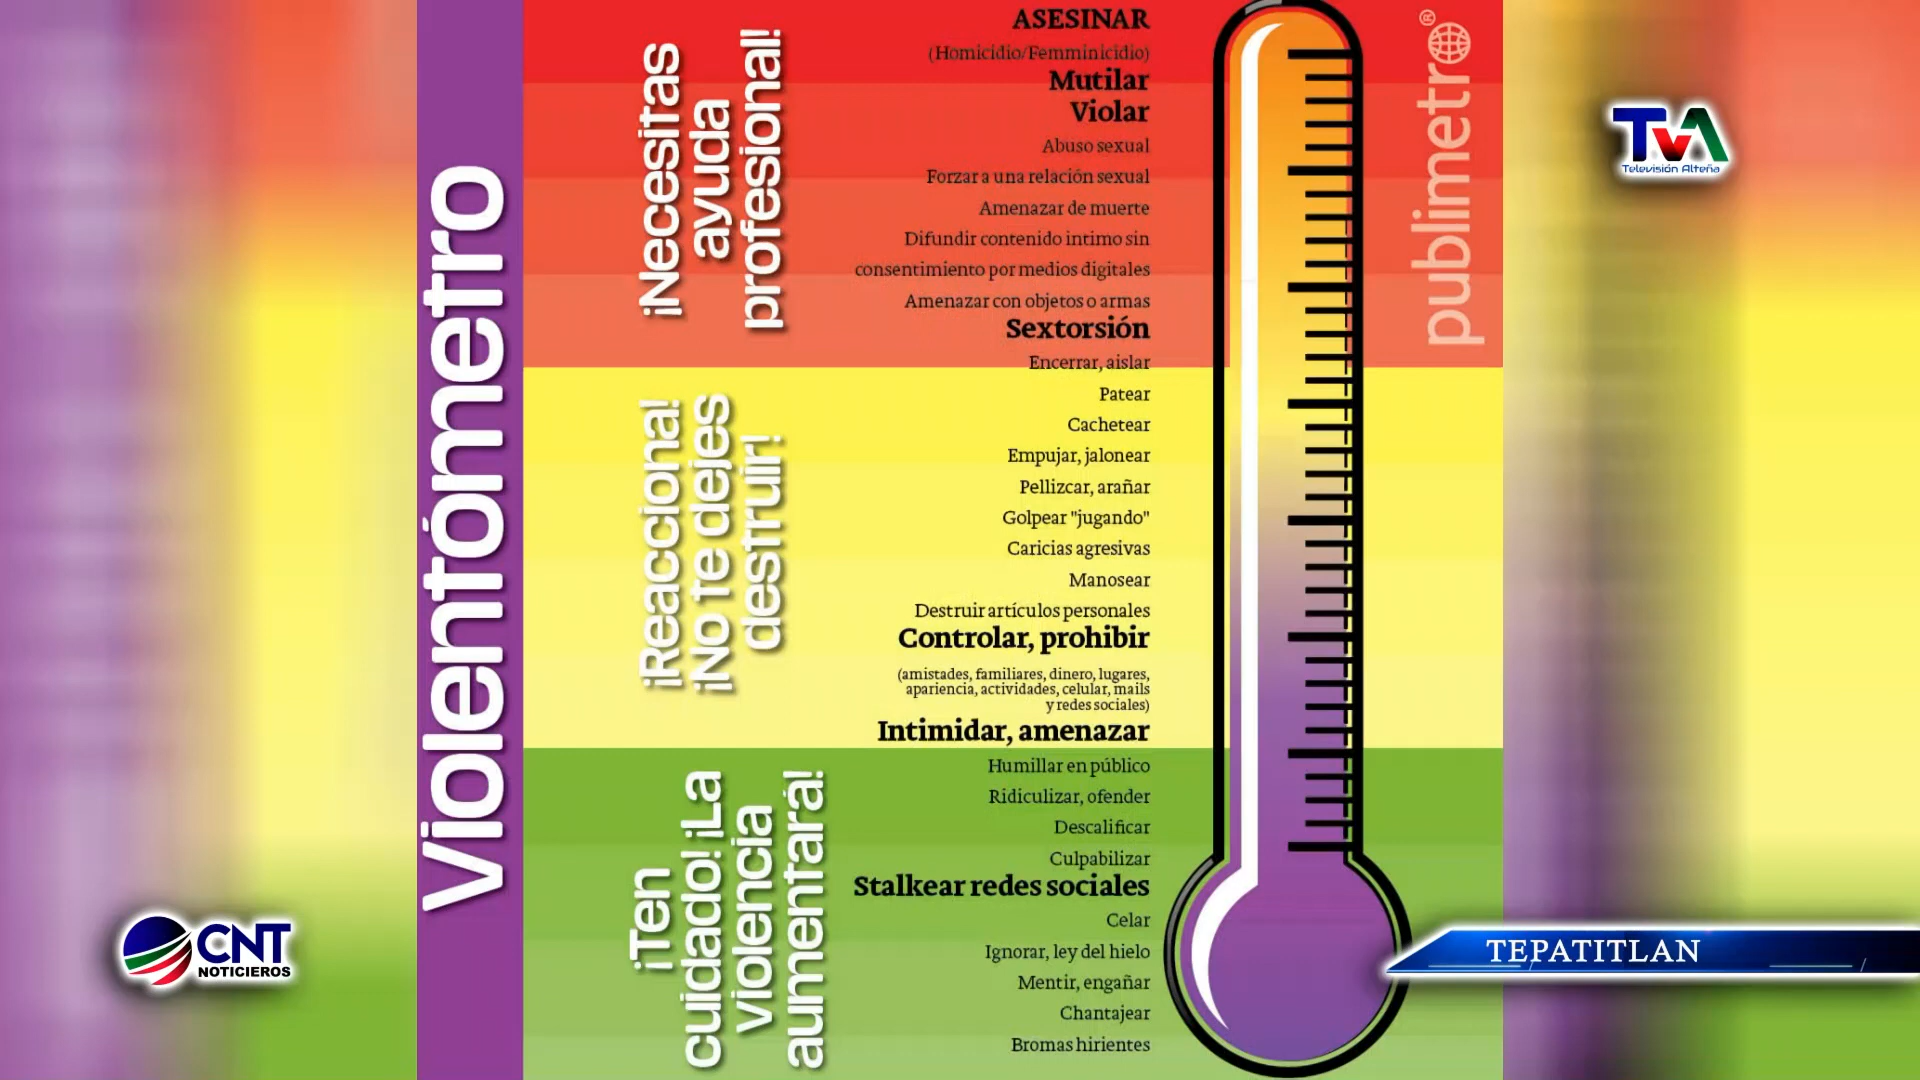 Violentómetro
¡Necesitas
ayuda
profesional!
ASESINAR
(Homicidio/Femminicidio)
Mutilar
Violar
Abuso sexual
Forzar a una relación sexual
Amenazar de muerte
Difundir contenido intimo sin
consentimiento por medios digitales
Amenazar con objetos o armas
Sextorsión
Encerrar, aislar
¡Reacciona!
¡No te dejes
destruir!
Patear
Cachetear
Empujar, jalonear
Pellizcar, arañar
Golpear "jugando"
Caricias agresivas
Manosear
Destruir artículos personales
Controlar, prohibir
(amistades, familiares, dinero, lugares,
apariencia, actividades, celular, mails
y redes sociales)
Intimidar, amenazar
¡Ten
cuidado! ¡La
violencia
aumentará!
Humillar en público
Ridiculizar, ofender
Descalificar
Culpabilizar
Stalkear redes sociales
Celar
Ignorar, ley del hielo
Mentir, engañar
Chantajear
Bromas hirientes
publimetro®
TvA
Televisión Alteña
CNT
NOTICIEROS
TEPATITLAN